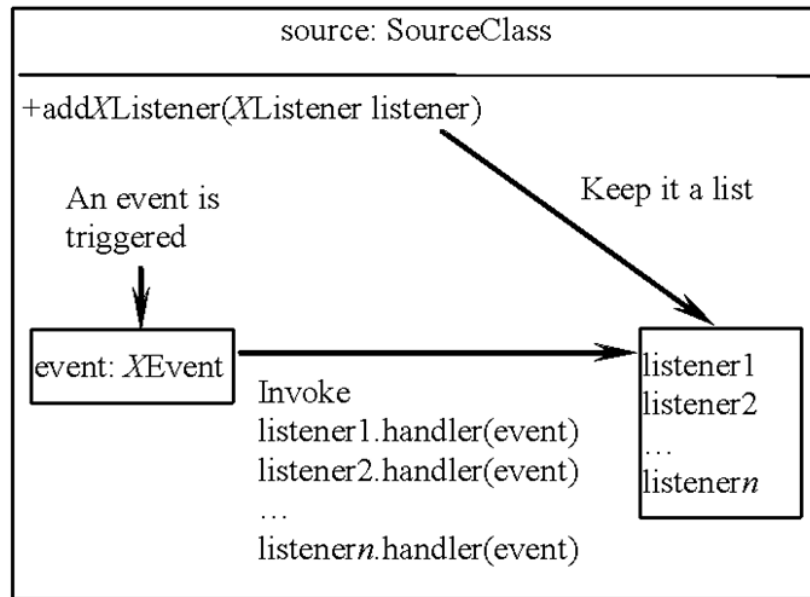 source: SourceClass
+addXListener(XListener listener)
An event is
triggered
Keep it a list
event: XEvent
Invoke
listener1.handler(event)
listener2.handler(event)
…
listenern.handler(event)
listener1
listener2
…
listenern